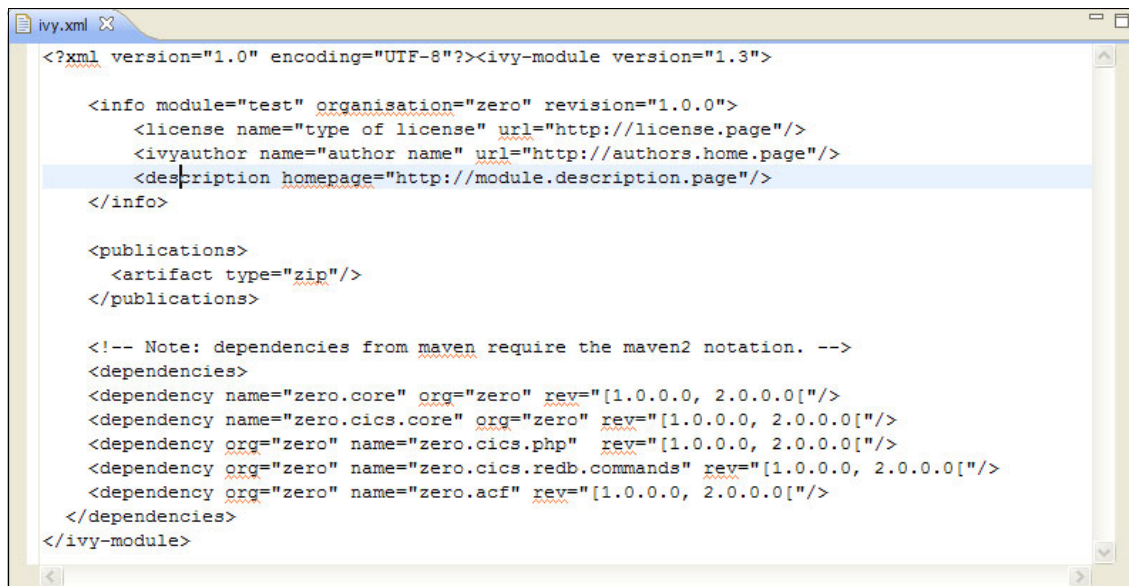 ivy.xml
<?xml version="1.0" encoding="UTF-8"?><ivy-module version="1.3">
<info module="test" organisation="zero" revision="1.0.0">
<license name="type of license" url="http://license.page"/>
<ivyauthor name="author name" url="http://authors.home.page"/>
<description homepage="http://module.description.page"/>
</info>
<publications>
<artifact type="zip"/>
</publications>
<!-- Note: dependencies from maven require the maven2 notation. -->
<dependencies>
<dependency name="zero.core" org="zero" rev="[1.0.0.0, 2.0.0.0["/>
<dependency name="zero.cics.core" org="zero" rev="[1.0.0.0, 2.0.0.0["/>
<dependency org="zero" name="zero.cics.php"  rev="[1.0.0.0, 2.0.0.0["/>
<dependency org="zero" name="zero.cics.redb.commands" rev="[1.0.0.0, 2.0.0.0["/>
<dependency org="zero" name="zero.acf" rev="[1.0.0.0, 2.0.0.0["/>
</dependencies>
</ivy-module>